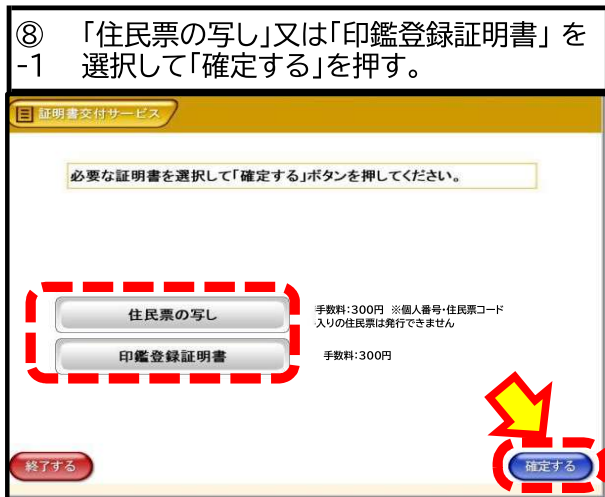 ⑧ 「住民票の写し」又は「印鑑登録証明書」 を
-1 選択して「確定する」を押す。
証明書交付サービス
必要な証明書を選択して「確定する」ボタンを押してください。
住民票の写し
手数料:300円 ※個人番号・住民票コード
入りの住民票は発行できません
印鑑登録証明書
手数料:300円
終了する
確定する